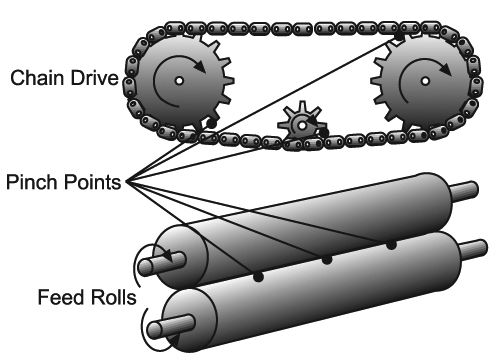 Chain Drive
Pinch Points
Feed Rolls